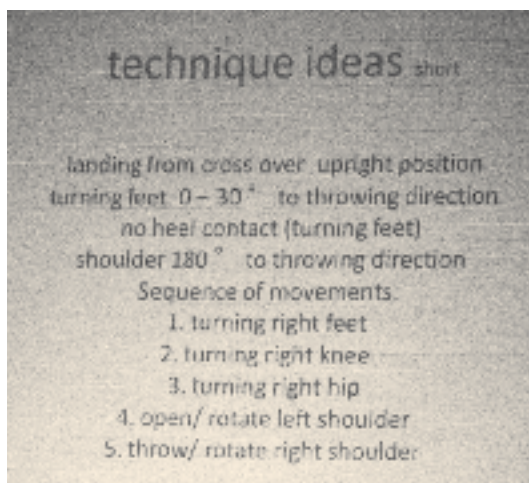 technique ideas short
landing from cross over upright position
turning feet 0 – 30 ° to throwing direction
no heel contact (turning feet)
shoulder 180 ° to throwing direction
Sequence of movements:
1. turning right feet
2. turning right knee
3. turning right hip
4. open/ rotate left shoulder
5. throw/ rotate right shoulder